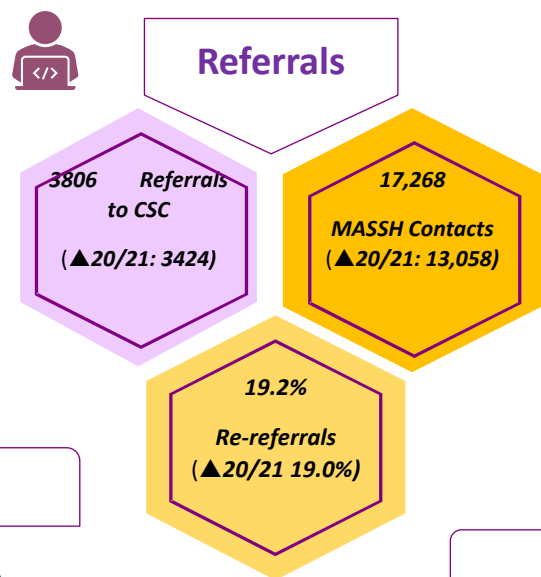 </>
Referrals
3806 Referrals
to CSC
(▲20/21: 3424)
17,268
MASSH Contacts
(▲20/21: 13,058)
19.2%
Re-referrals
(▲20/21 19.0%)